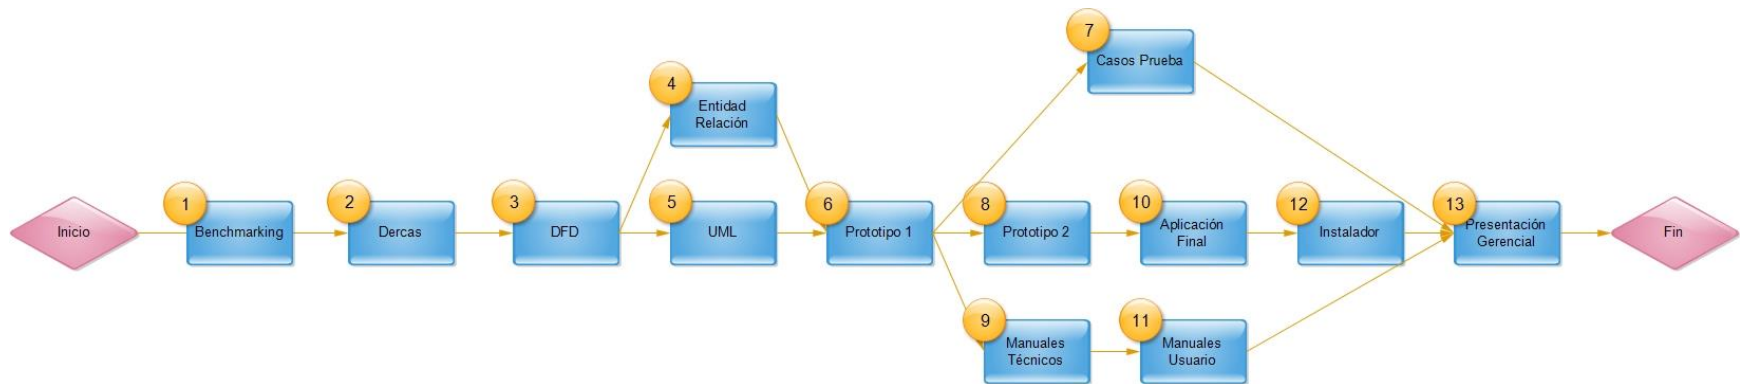 7
Casos Prueba
4
Entidad
Relación
Inicio
1
Benchmarking
2
Dercas
3
DFD
5
UML
6
Prototipo 1
8
Prototipo 2
10
Aplicación
Final
12
Instalador
13
Presentación
Gerencial
Fin
9
Manuales
Técnicos
11
Manuales
Usuario